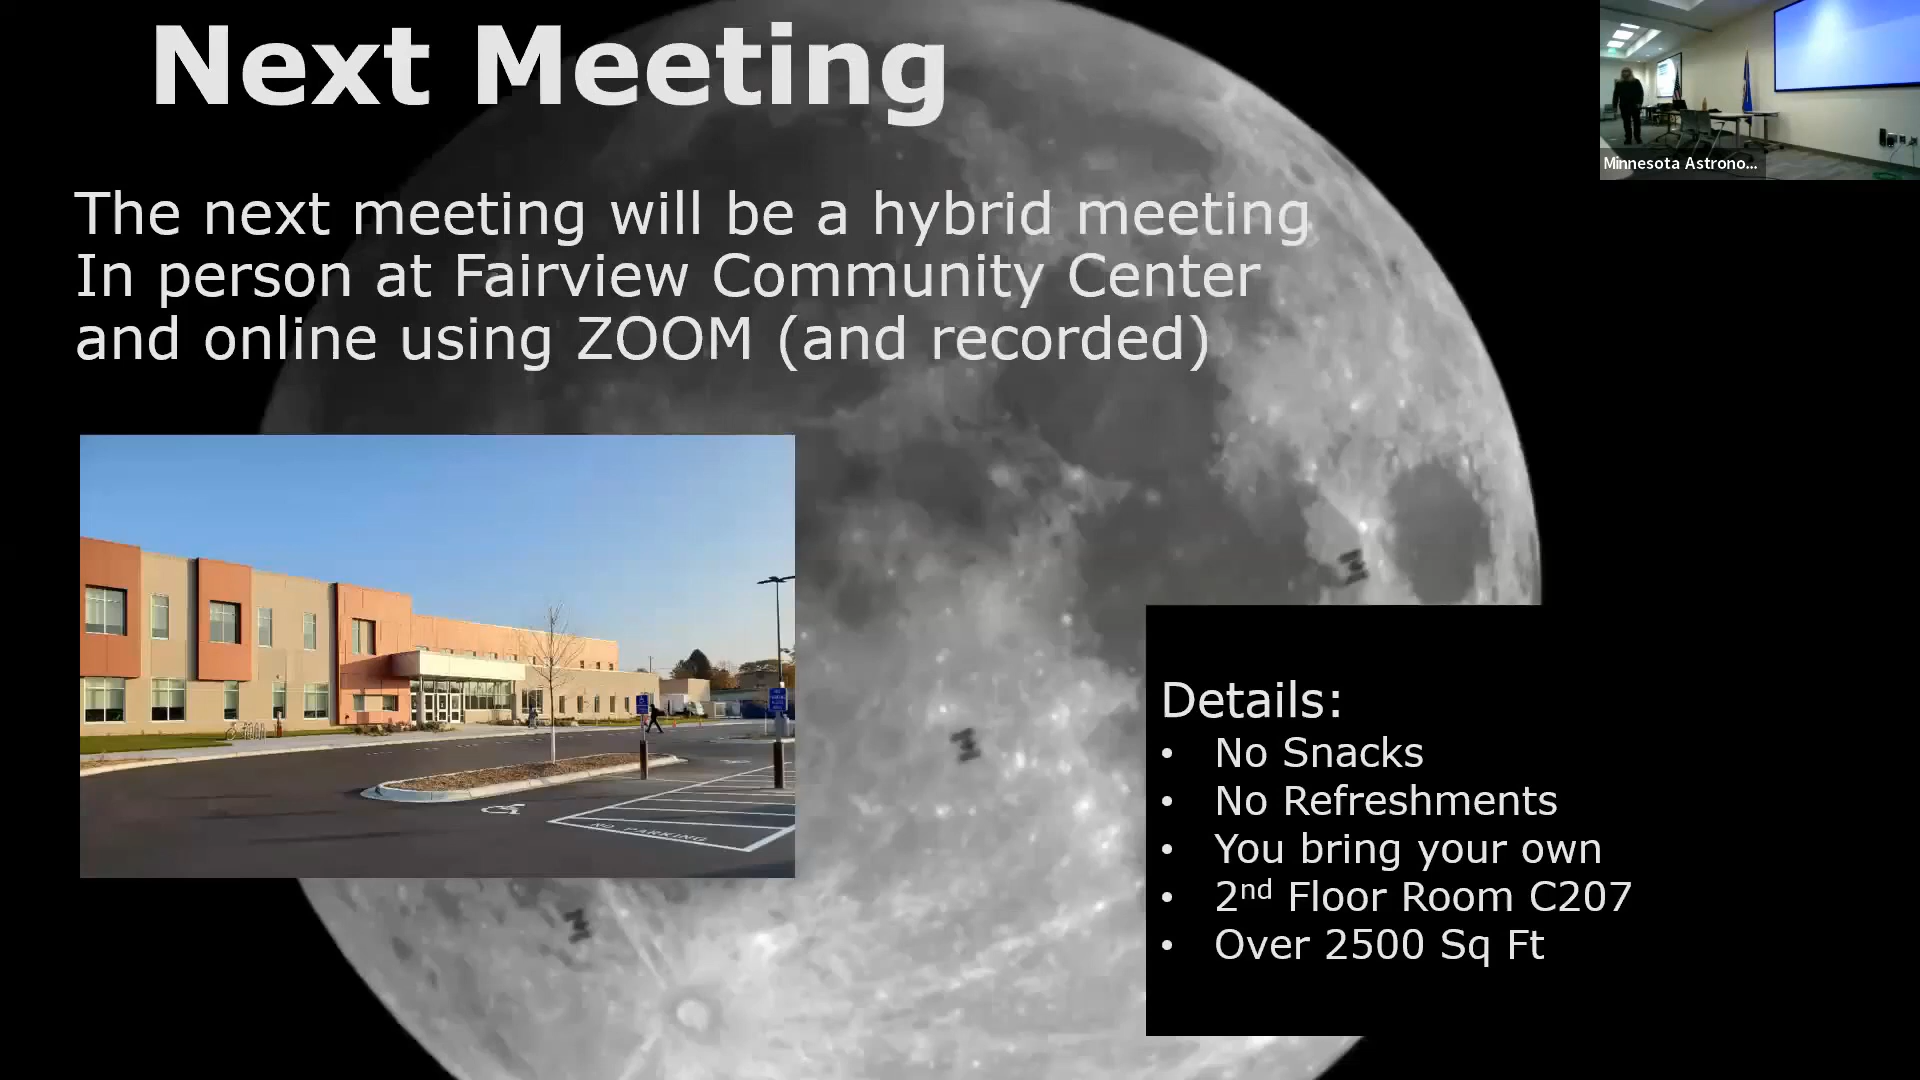 Next Meeting
Minnesota Astrono...
The next meeting will be a hybrid meeting
In person at Fairview Community Center
and online using ZOOM (and recorded)
NO PARKING
Details:
• No Snacks
• No Refreshments
• You bring your own
• 2nd Floor Room C207
• Over 2500 Sq Ft